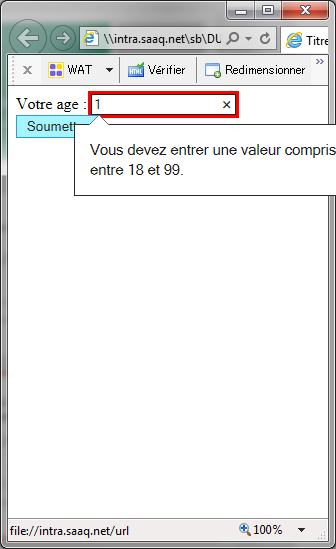 \\intra.saaq.net\sb\DU
Titre
x WAT Vérifier Redimensionner
Votre age : 1
Soumett
Vous devez entrer une valeur compris
entre 18 et 99.
file://intra.saaq.net/url
100%